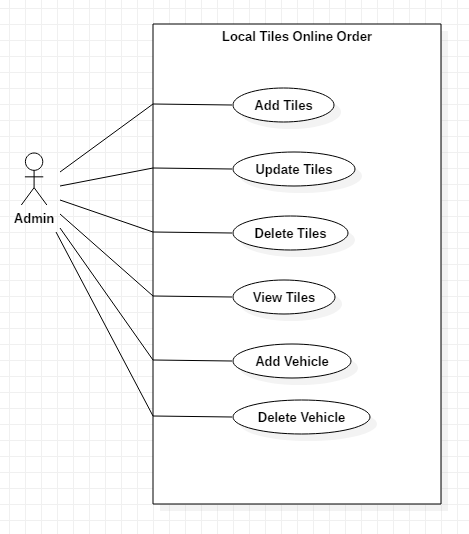 Local Tiles Online Order
Add Tiles
Update Tiles
Admin
Delete Tiles
View Tiles
Add Vehicle
Delete Vehicle